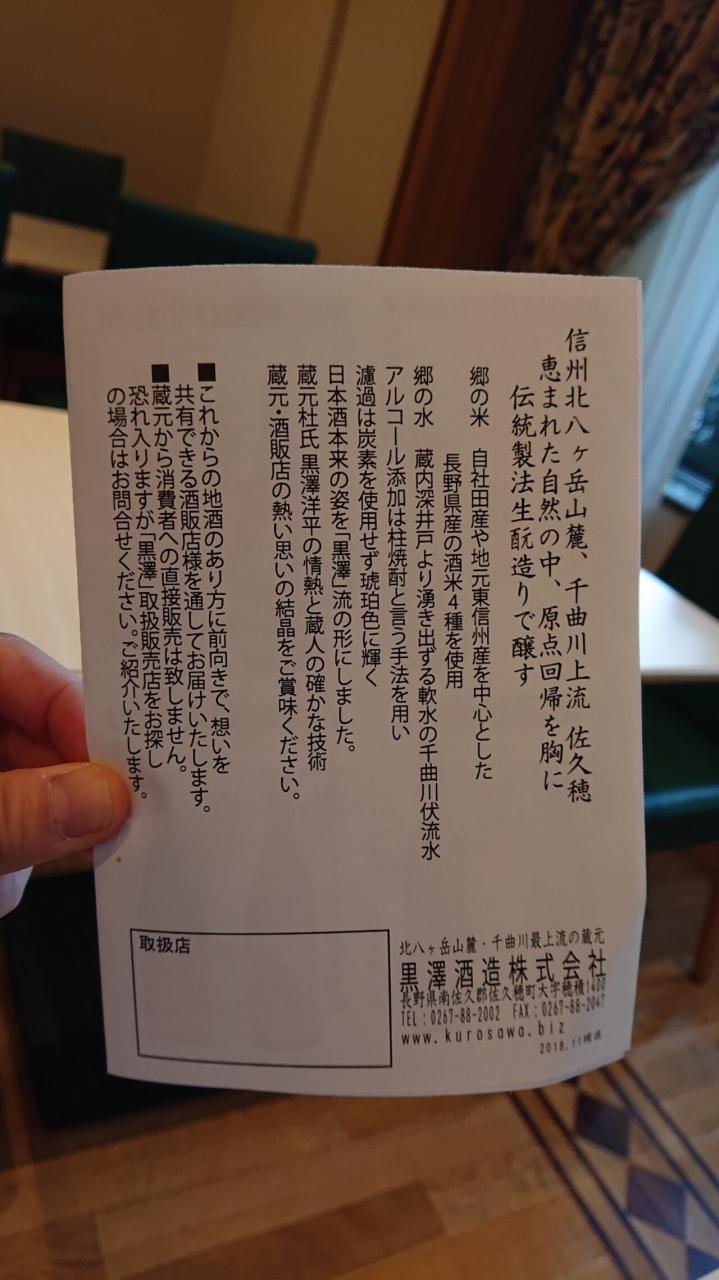 信州北八ヶ岳山麓、千曲川上流 佐久穂
恵まれた自然の中、原点回帰を胸に
伝統製法生酛造りで醸す
郷の米 自社田産や地元東信州産を中心とした
長野県産の酒米4種を使用
郷の水 蔵内深井戸より湧き出ずる軟水の千曲川伏流水
アルコール添加は柱焼酎と言う手法を用い
濾過は炭素を使用せず琥珀色に輝く
日本酒本来の姿を「黒澤」流の形にしました。
蔵元杜氏 黒澤洋平の情熱と蔵人の確かな技術
蔵元・酒販店の熱い思いの結晶をご賞味ください。
■これからの地酒のあり方に前向きで、想いを
共有できる酒販店様を通してお届けいたします。
■蔵元から消費者への直接販売は致しません。
恐れ入りますが「黒澤」取扱販売店をお探し
の場合はお問合せください。ご紹介いたします。
北八ヶ岳山麓・千曲川最上流の蔵元
黒澤酒造株式会社
長野県南佐久郡佐久穂町大字穂積1400
TEL:0267-88-2002 FAX:0267-88-2047
www.kurosawa.biz
2018.11現在
取扱店